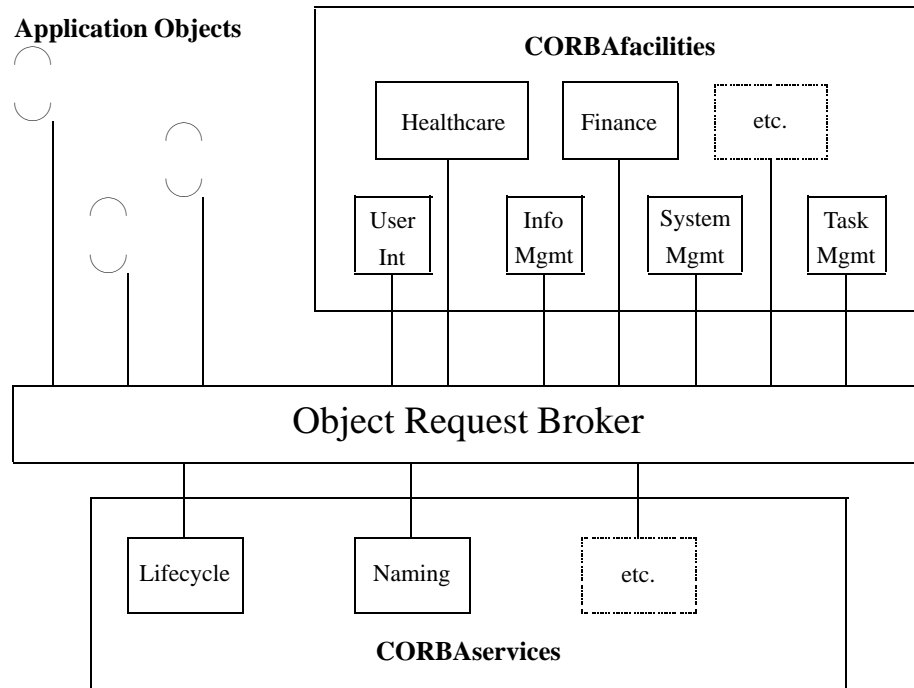 Application Objects
CORBAfacilities
Healthcare
Finance
etc.
User
Int
Info
Mgmt
System
Mgmt
Task
Mgmt
Object Request Broker
Lifecycle
Naming
etc.
CORBAservices